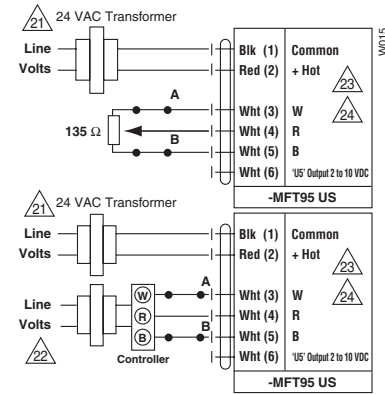 21 24 VAC Transformer
Line
Volts
Blk (1) Common
Red (2) + Hot
23
24
A
Wht (3) W
135 Ω
Wht (4) R
B
Wht (5) B
Wht (6) 'U5' Output 2 to 10 VDC
-MFT95 US
W015
21 24 VAC Transformer
Line
Volts
Blk (1) Common
Red (2) + Hot
23
24
A
W
Wht (3) W
Line
R
Wht (4) R
Volts
B
B
Wht (5) B
22
Controller
Wht (6) 'U5' Output 2 to 10 VDC
-MFT95 US